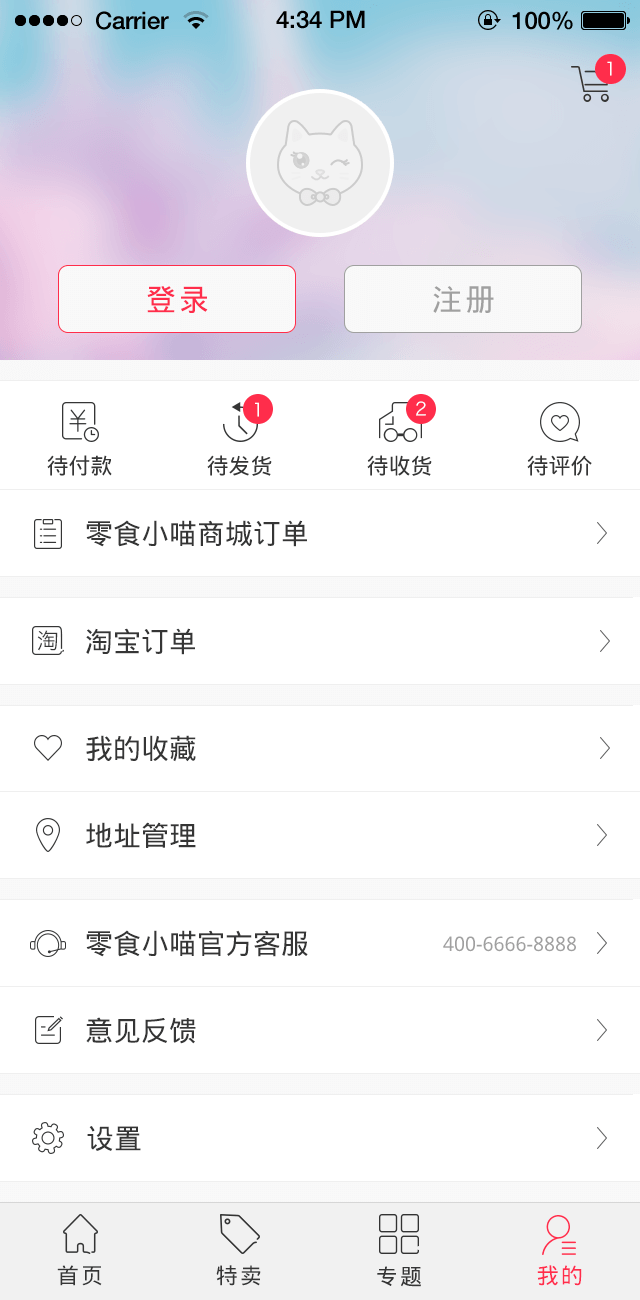 Carrier 4:34 PM 100%
1
登录 注册
1 2
待付款 待发货 待收货 待评价
零食小喵商城订单
淘 淘宝订单
我的收藏
地址管理
零食小喵官方客服 400-6666-8888
意见反馈
设置
首页 特卖 专题 我的